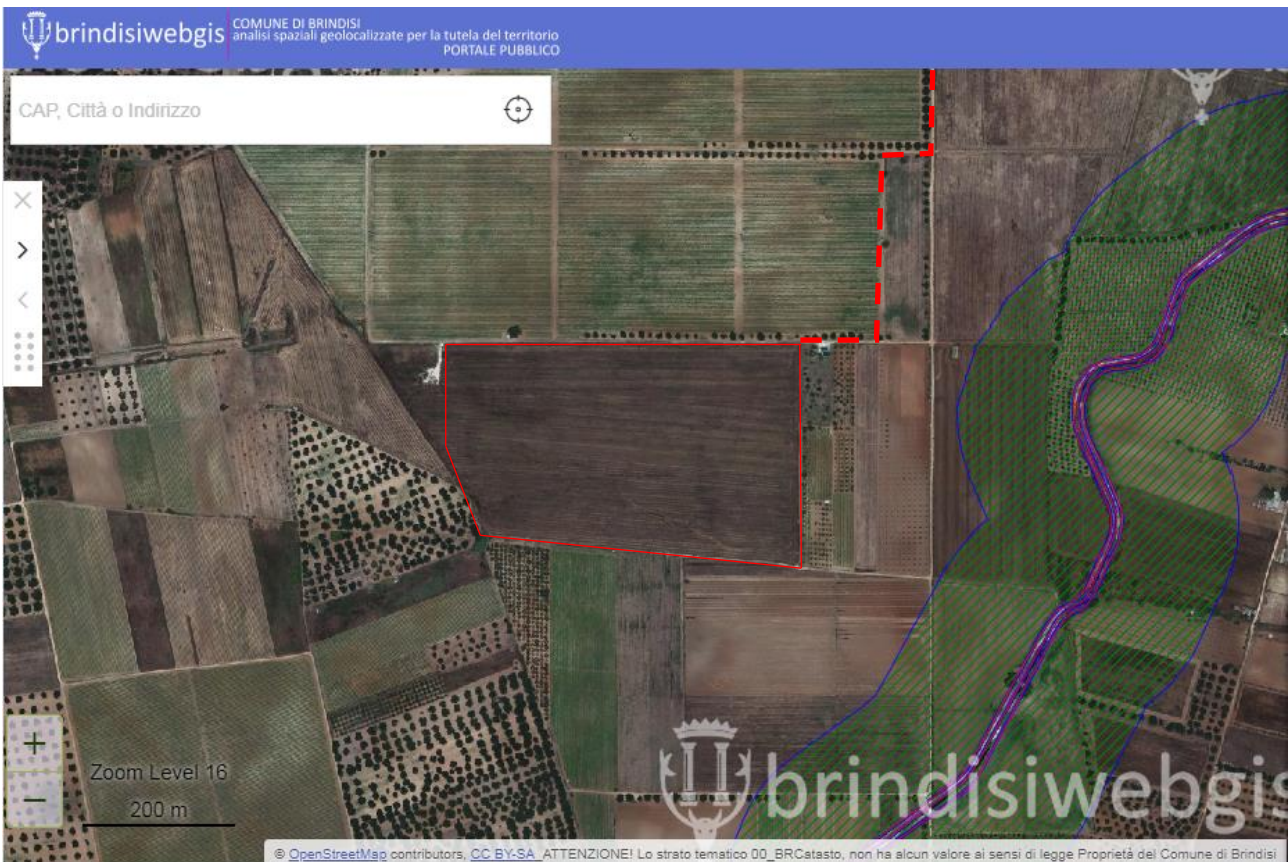 brindisiwebgis
COMUNE DI BRINDISI
analisi spaziali geolocalizzate per la tutela del territorio
PORTALE PUBBLICO
CAP, Città o Indirizzo
+
Zoom Level 16
−
200 m
brindisiwebgis
© OpenStreetMap contributors, CC BY-SA ATTENZIONE! Lo strato tematico 00_BRCatasto, non ha alcun valore ai sensi di legge Proprietà del Comune di Brindisi